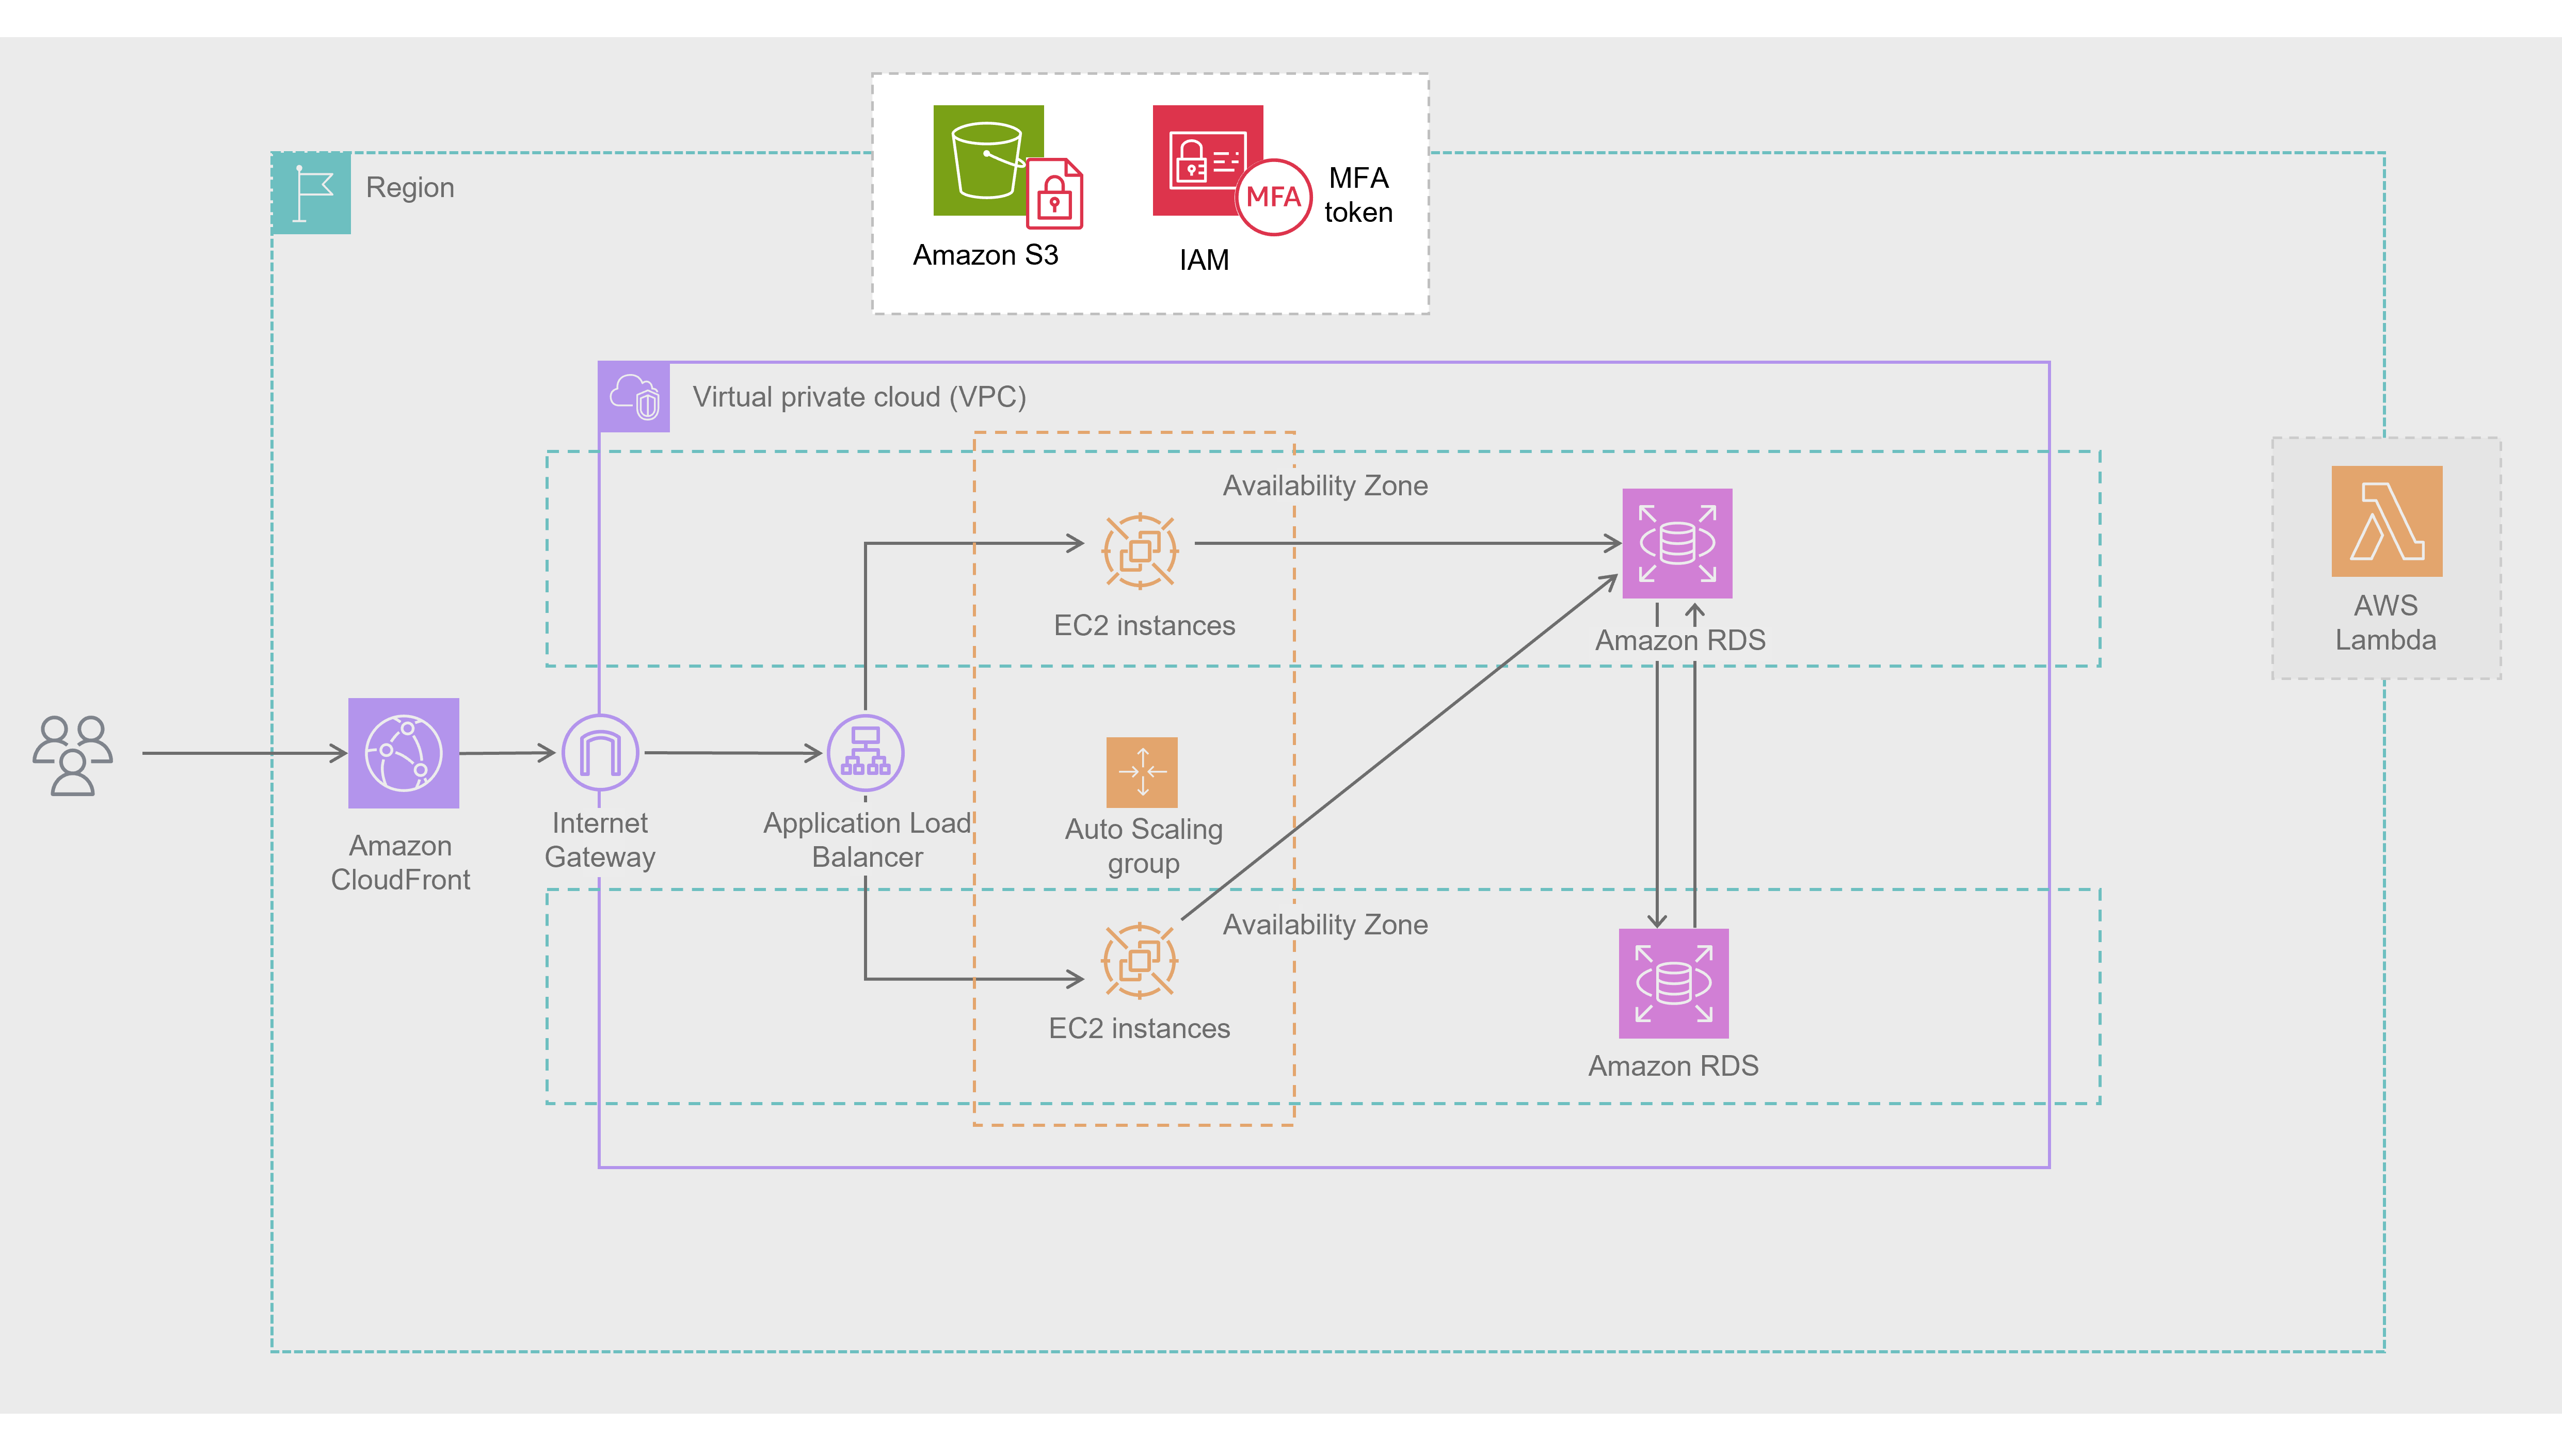 Amazon S3
IAM
MFA
MFA
token
Region
Virtual private cloud (VPC)
Availability Zone
EC2 instances
Amazon RDS
AWS
Lambda
Amazon
CloudFront
Internet
Gateway
Application Load
Balancer
Auto Scaling
group
Availability Zone
EC2 instances
Amazon RDS